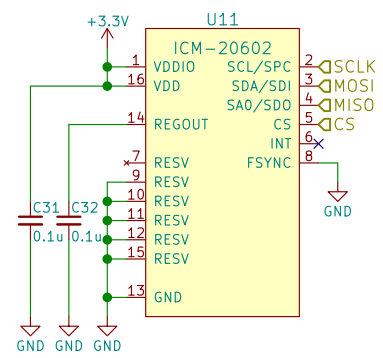 U11
+3.3V
ICM-20602
1 VDDIO SCL/SPC 2 SCLK
16 VDD SDA/SDI 3 MOSI
SA0/SDO 4 MISO
14 REGOUT CS 5 CS
INT 6
7 RESV FSYNC 8
9 RESV
10 RESV
11 RESV
12 RESV
15 RESV
13 GND
C31 C32
0.1u 0.1u
GND
GND GND GND